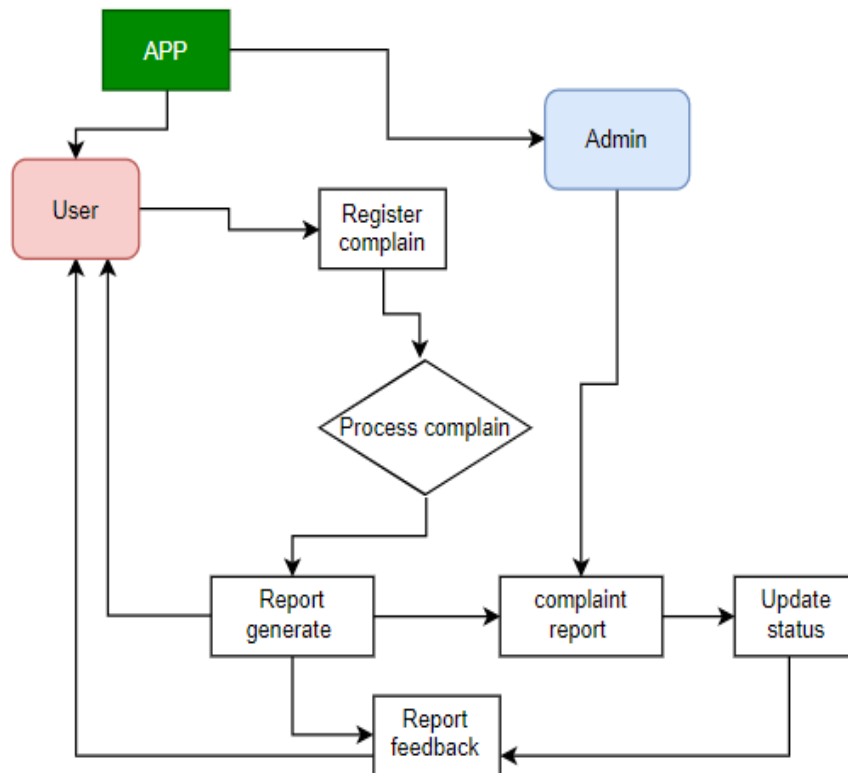 APP
Admin
User
Register
complain
Process complain
Report
generate
complaint
report
Update
status
Report
feedback